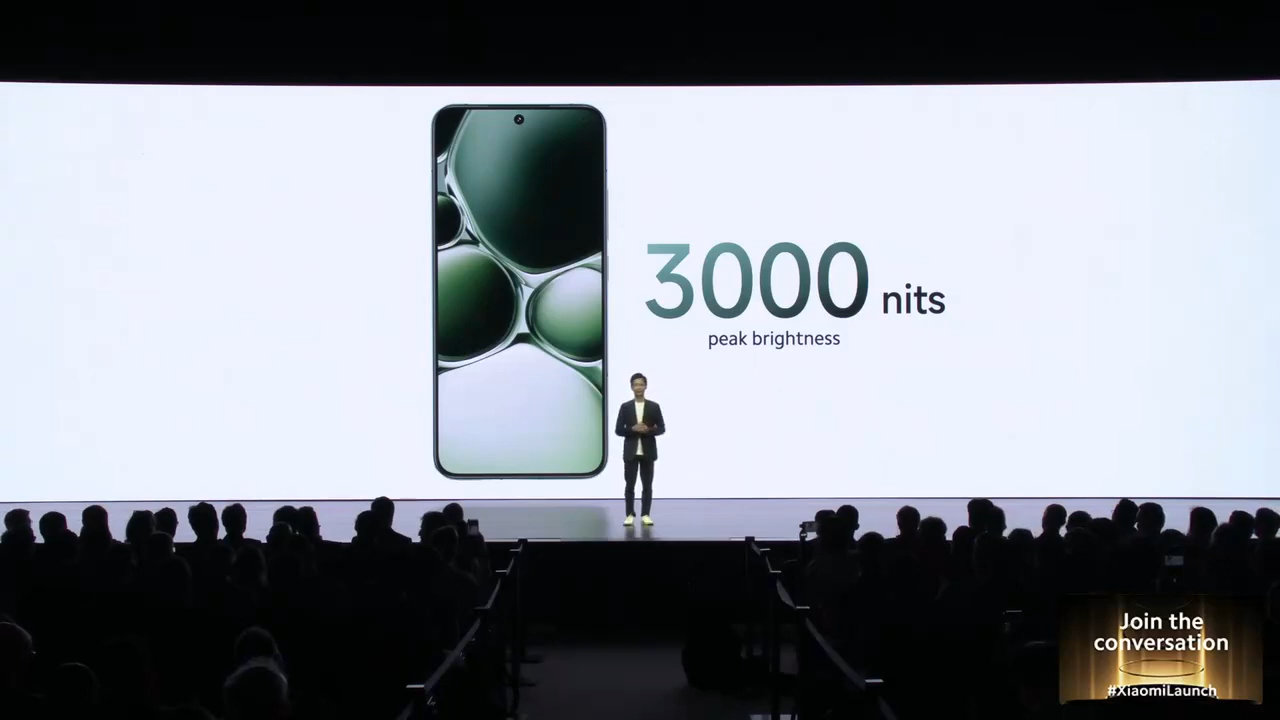 3000 nits
peak brightness
Join the
conversation
#XiaomiLaunch